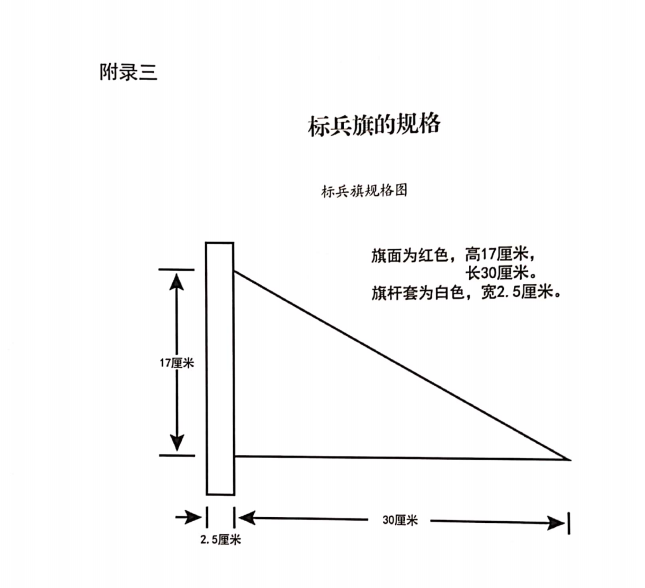 附录三
标兵旗的规格
标兵旗规格图
旗面为红色，高17厘米，
长30厘米。
旗杆套为白色，宽2.5厘米。
17厘米
30厘米
2.5厘米